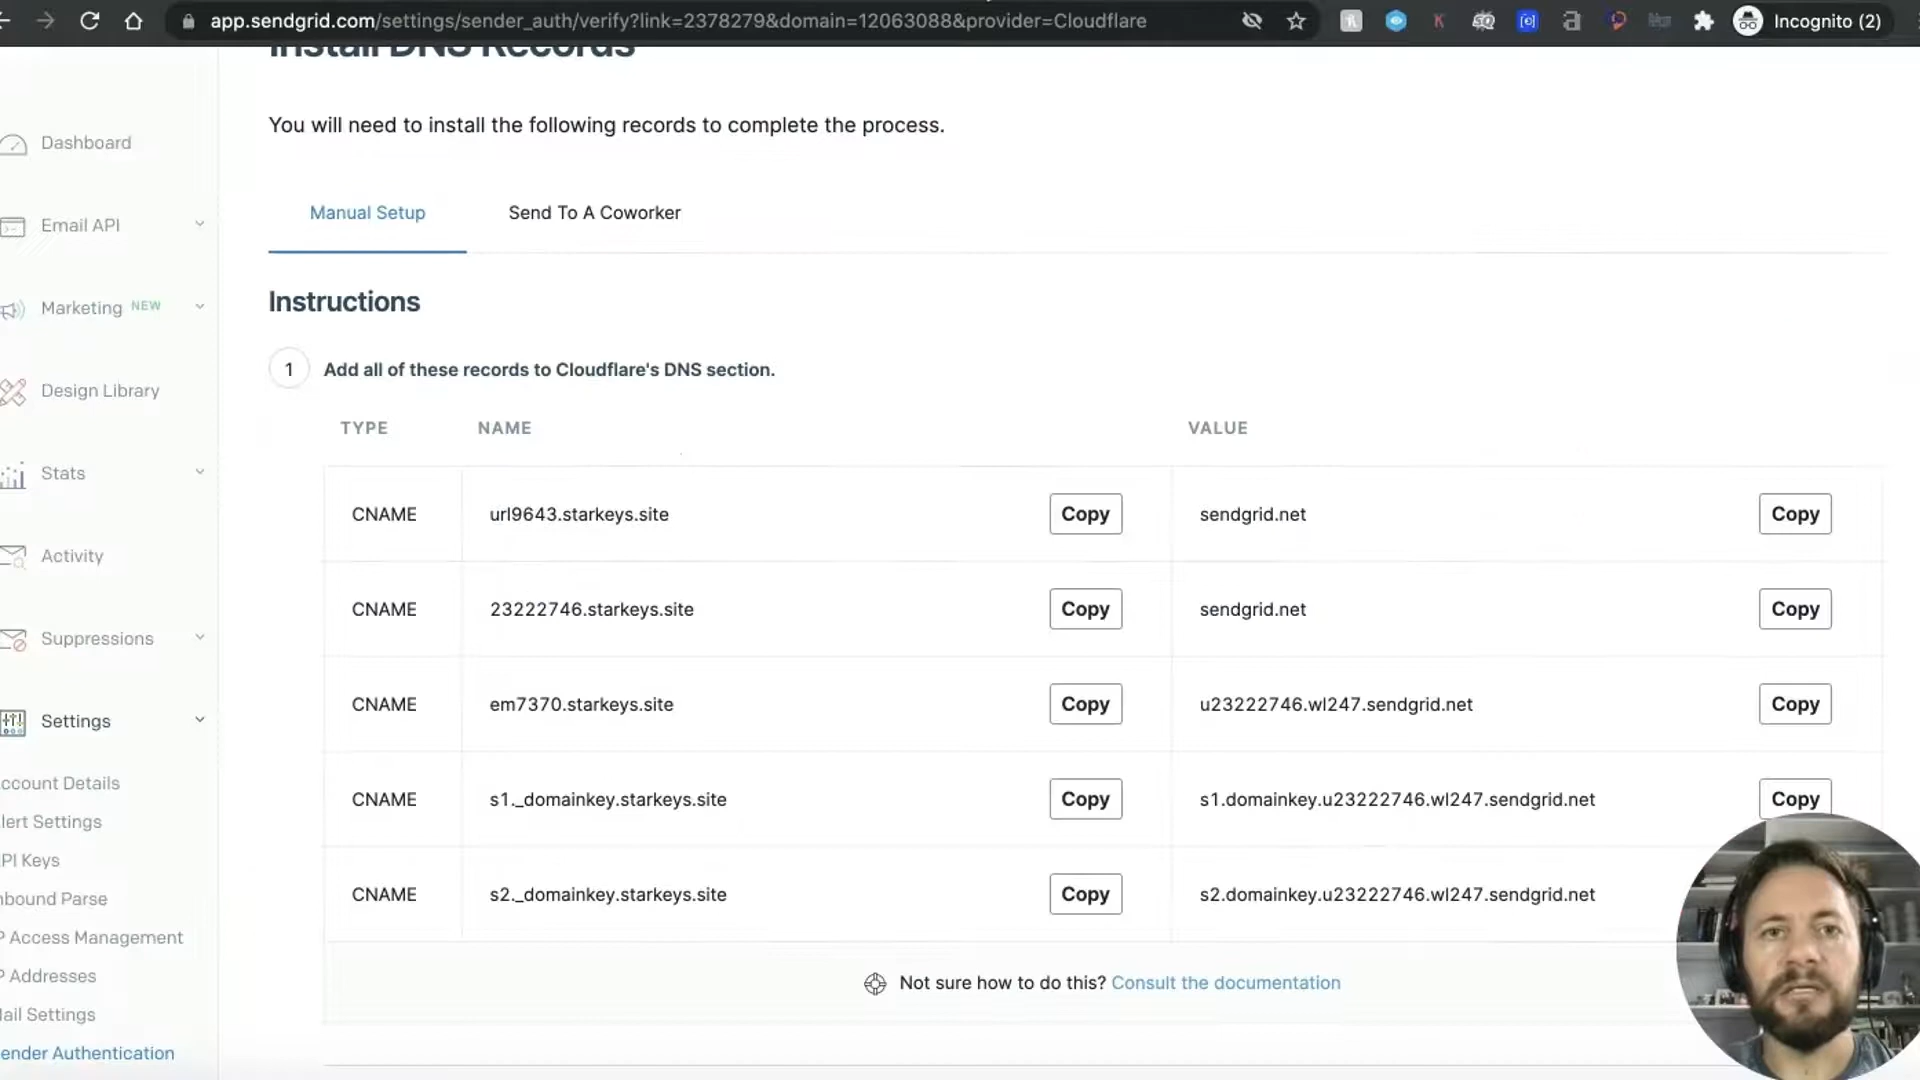 app.sendgrid.com/settings/sender_auth/verify?link=2378279&domain=12063088&provider=Cloudflare
Incognito (2)
Install DNS Records
You will need to install the following records to complete the process.
Manual Setup
Send To A Coworker
Instructions
1 Add all of these records to Cloudflare's DNS section.
TYPE NAME VALUE
CNAME url9643.starkeys.site Copy sendgrid.net Copy
CNAME 23222746.starkeys.site Copy sendgrid.net Copy
CNAME em7370.starkeys.site Copy u23222746.wl247.sendgrid.net Copy
CNAME s1._domainkey.starkeys.site Copy s1.domainkey.u23222746.wl247.sendgrid.net Copy
CNAME s2._domainkey.starkeys.site Copy s2.domainkey.u23222746.wl247.sendgrid.net
Not sure how to do this? Consult the documentation
Dashboard
Email API
Marketing NEW
Design Library
Stats
Activity
Suppressions
Settings
ccount Details
lert Settings
PI Keys
nbound Parse
P Access Management
P Addresses
ail Settings
ender Authentication